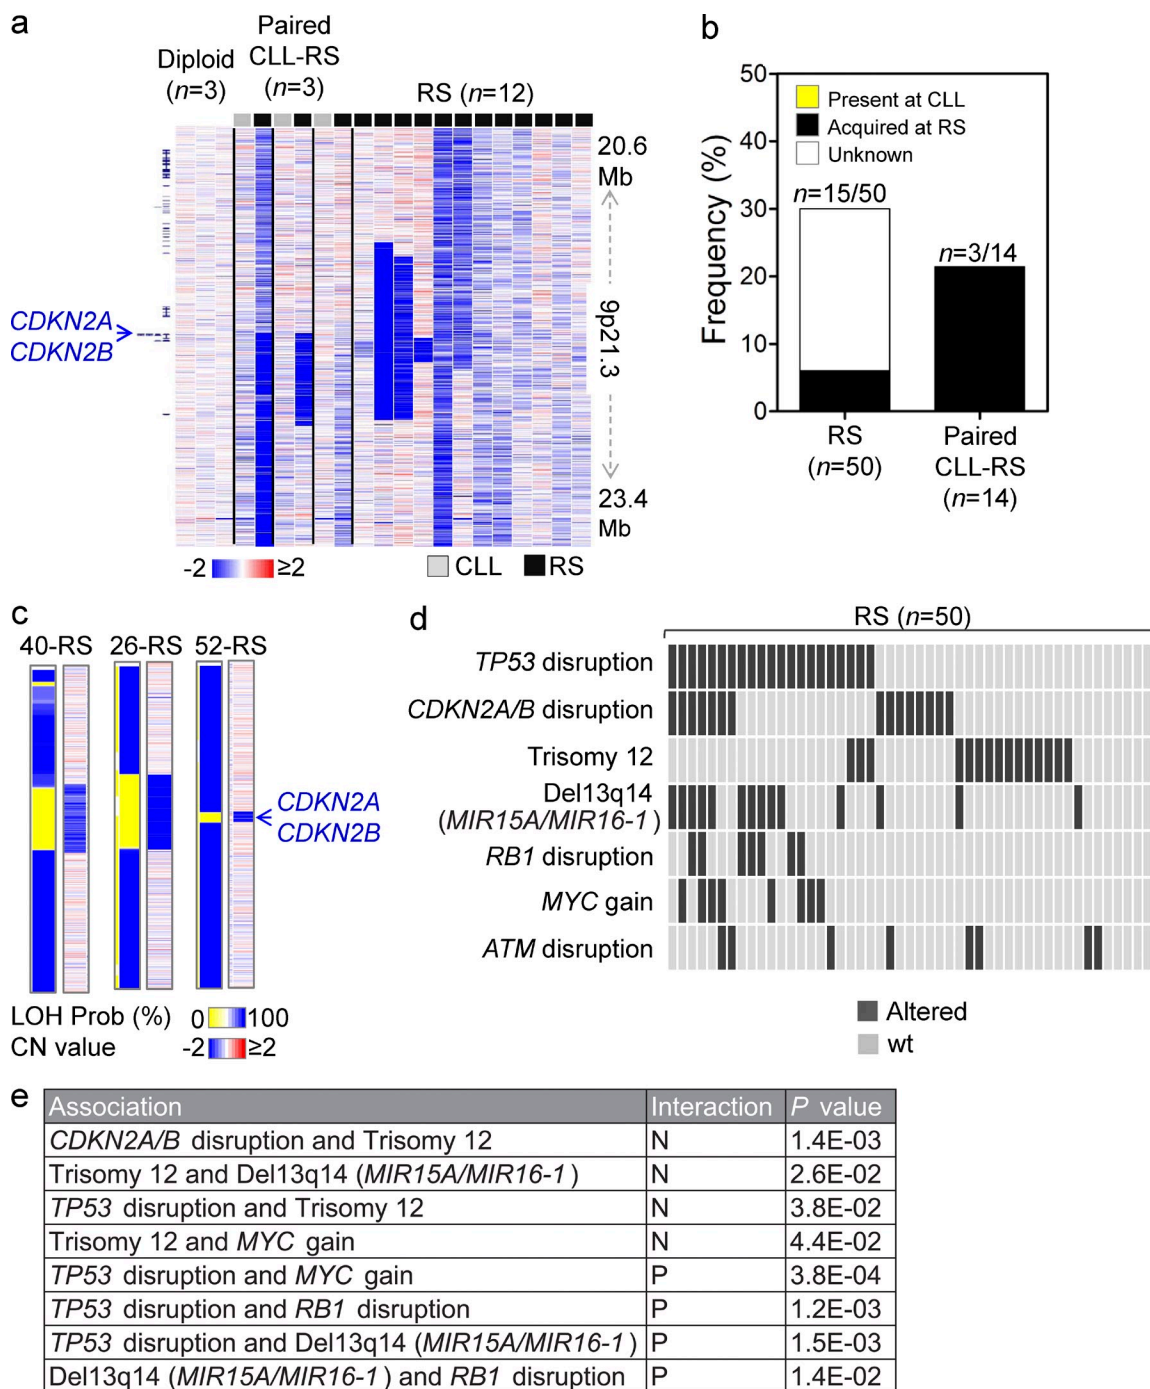 a
Diploid
(n=3)
Paired
CLL-RS
(n=3)
RS (n=12)
20.6
Mb
9p21.3
23.4
Mb
CDKN2A
CDKN2B
-2 ≥2
CLL RS
b
Frequency (%)
50
40
30
20
10
0
Present at CLL
Acquired at RS
Unknown
n=15/50
n=3/14
RS
(n=50)
Paired
CLL-RS
(n=14)
c
40-RS 26-RS 52-RS
CDKN2A
CDKN2B
LOH Prob (%) 0 100
CN value -2 ≥2
d
RS (n=50)
TP53 disruption
CDKN2A/B disruption
Trisomy 12
Del13q14
(MIR15A/MIR16-1)
RB1 disruption
MYC gain
ATM disruption
Altered
wt
e
Association Interaction P value
CDKN2A/B disruption and Trisomy 12 N 1.4E-03
Trisomy 12 and Del13q14 (MIR15A/MIR16-1) N 2.6E-02
TP53 disruption and Trisomy 12 N 3.8E-02
Trisomy 12 and MYC gain N 4.4E-02
TP53 disruption and MYC gain P 3.8E-04
TP53 disruption and RB1 disruption P 1.2E-03
TP53 disruption and Del13q14 (MIR15A/MIR16-1) P 1.5E-03
Del13q14 (MIR15A/MIR16-1) and RB1 disruption P 1.4E-02